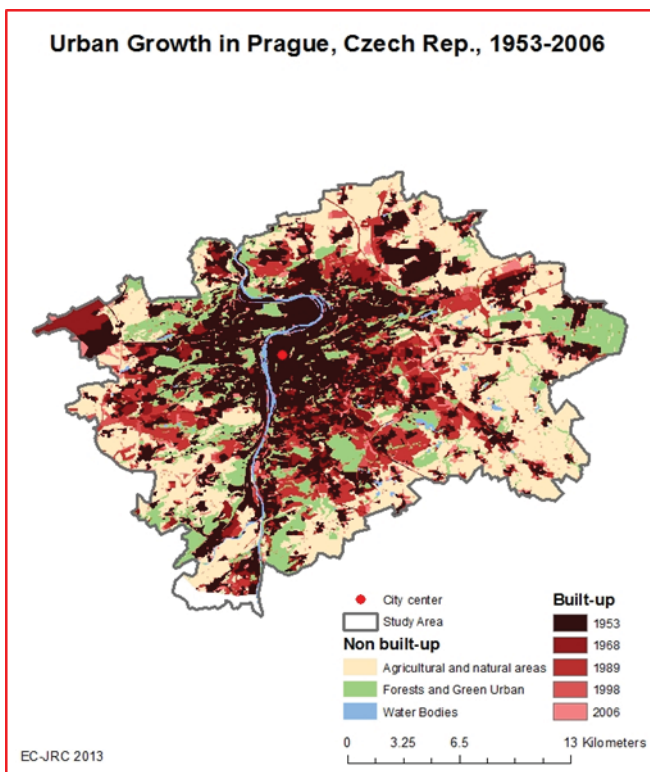 Urban Growth in Prague, Czech Rep., 1953-2006
City center
Study Area
Non built-up
Agricultural and natural areas
Forests and Green Urban
Water Bodies
Built-up
1953
1968
1989
1998
2006
0 3.25 6.5 13 Kilometers
EC-JRC 2013